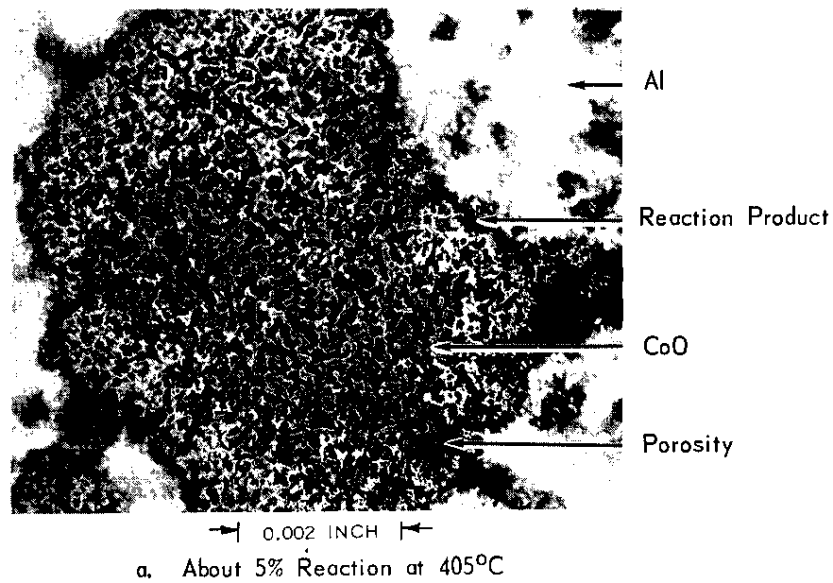 Al
Reaction Product
CoO
Porosity
0.002 INCH
a. About 5% Reaction at 405°C